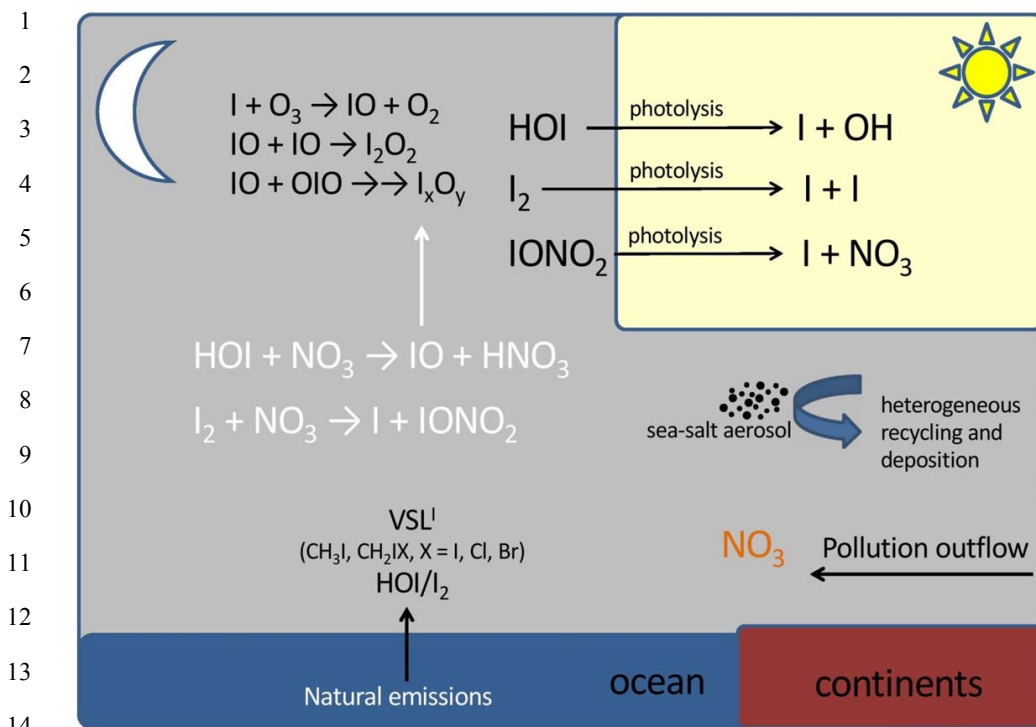 1
2
3
4
5
6
7
8
9
10
11
12
13
14
I + O₃ → IO + O₂
IO + IO → I₂O₂
IO + OIO →→ IₓOᵧ
HOI photolysis → I + OH
I₂ photolysis → I + I
IONO₂ photolysis → I + NO₃
HOI + NO₃ → IO + HNO₃
I₂ + NO₃ → I + IONO₂
sea-salt aerosol
heterogeneous
recycling and
deposition
VSLᴵ
(CH₃I, CH₂IX, X = I, Cl, Br)
HOI/I₂
NO₃
Pollution outflow
Natural emissions
ocean
continents